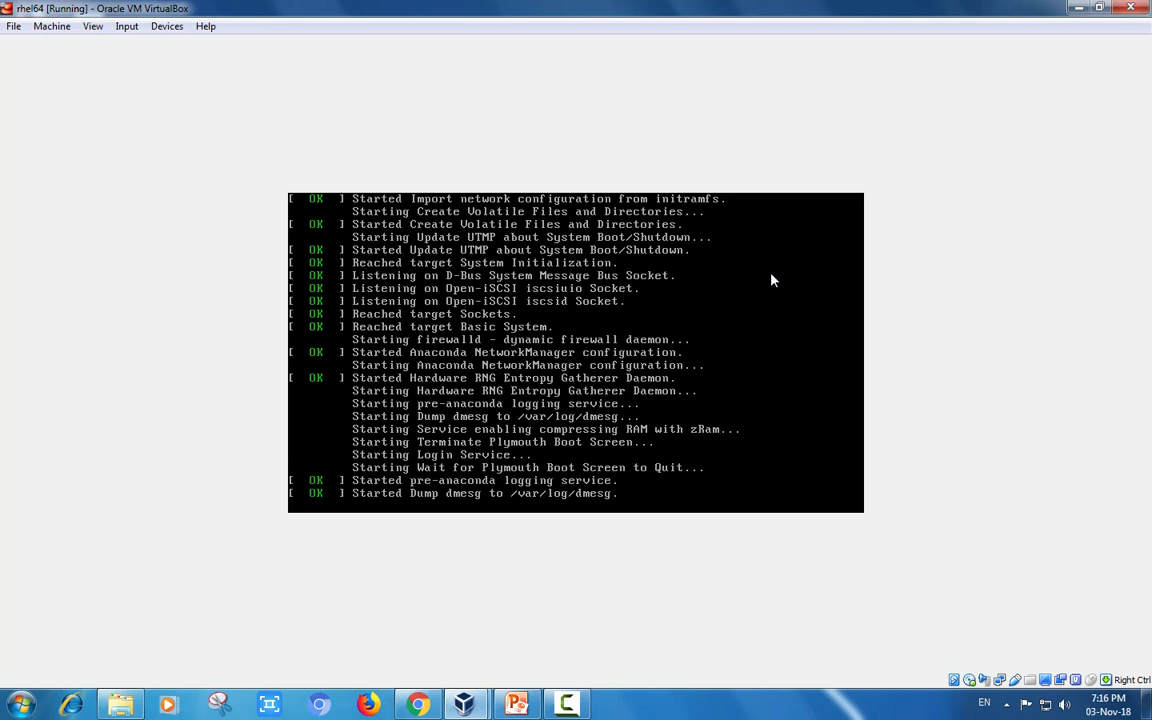 rhel64 [Running] - Oracle VM VirtualBox
File Machine View Input Devices Help
[ OK ] Started Import network configuration from initramfs.
Starting Create Volatile Files and Directories...
[ OK ] Started Create Volatile Files and Directories.
Starting Update UTMP about System Boot/Shutdown...
[ OK ] Started Update UTMP about System Boot/Shutdown.
[ OK ] Reached target System Initialization.
[ OK ] Listening on D-Bus System Message Bus Socket.
[ OK ] Listening on Open-iSCSI iscsiuio Socket.
[ OK ] Listening on Open-iSCSI iscsid Socket.
[ OK ] Reached target Sockets.
[ OK ] Reached target Basic System.
Starting firewalld - dynamic firewall daemon...
[ OK ] Started Anaconda NetworkManager configuration.
Starting Anaconda NetworkManager configuration...
[ OK ] Started Hardware RNG Entropy Gatherer Daemon.
Starting Hardware RNG Entropy Gatherer Daemon...
Starting pre-anaconda logging service...
Starting Dump dmesg to /var/log/dmesg...
Starting Service enabling compressing RAM with zRam...
Starting Terminate Plymouth Boot Screen...
Starting Login Service...
Starting Wait for Plymouth Boot Screen to Quit...
[ OK ] Started pre-anaconda logging service.
[ OK ] Started Dump dmesg to /var/log/dmesg.
Right Ctrl
EN 7:16 PM
03-Nov-18